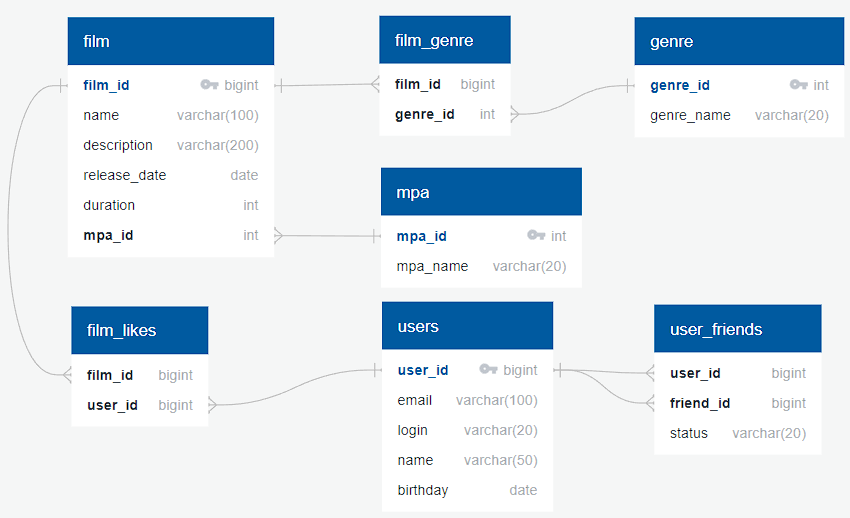 film
film_id bigint
name varchar(100)
description varchar(200)
release_date date
duration int
mpa_id int
film_genre
film_id bigint
genre_id int
genre
genre_id int
genre_name varchar(20)
mpa
mpa_id int
mpa_name varchar(20)
film_likes
film_id bigint
user_id bigint
users
user_id bigint
email varchar(100)
login varchar(20)
name varchar(50)
birthday date
user_friends
user_id bigint
friend_id bigint
status varchar(20)